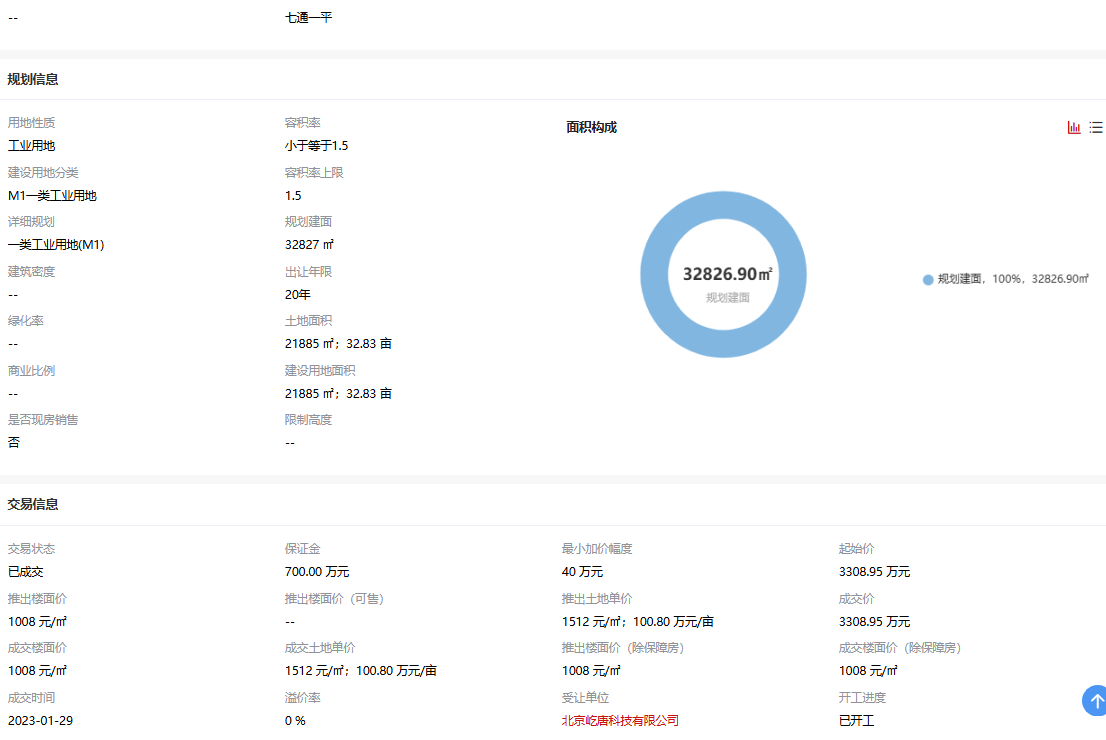 --	七通一平
规划信息
用地性质	容积率
工业用地	小于等于1.5
建设用地分类	容积率上限
M1一类工业用地	1.5
详细规划	规划建面
一类工业用地(M1)	32827 ㎡
建筑密度	出让年限
--	20年
绿化率	土地面积
--	21885 ㎡；32.83 亩
商业比例	建设用地面积
--	21885 ㎡；32.83 亩
是否现房销售	限制高度
否	--
面积构成
32826.90㎡
规划建面
规划建面，100%，32826.90㎡
交易信息
交易状态	保证金	最小加价幅度	起始价
已成交	700.00 万元	40 万元	3308.95 万元
推出楼面价	推出楼面价（可售）	推出土地单价	成交价
1008 元/㎡	--	1512 元/㎡；100.80 万元/亩	3308.95 万元
成交楼面价	成交土地单价	推出楼面价（除保障房）	成交楼面价（除保障房）
1008 元/㎡	1512 元/㎡；100.80 万元/亩	1008 元/㎡	1008 元/㎡
成交时间	溢价率	受让单位	开工进度
2023-01-29	0 %	北京屹唐科技有限公司	已开工